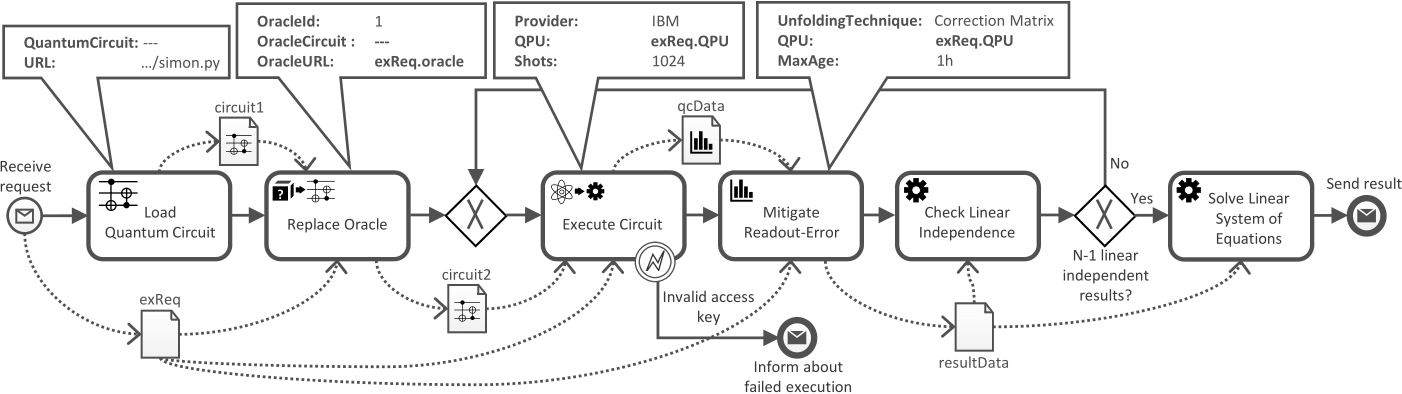 QuantumCircuit: ---
URL: .../simon.py
OracleId: 1
OracleCircuit : ---
OracleURL: exReq.oracle
Provider: IBM
QPU: exReq.QPU
Shots: 1024
UnfoldingTechnique: Correction Matrix
QPU: exReq.QPU
MaxAge: 1h
circuit1
qcData
Receive
request
Load
Quantum Circuit
?
Replace Oracle
X
Execute Circuit
Mitigate
Readout-Error
Check Linear
Independence
X
No
Yes
N-1 linear
independent
results?
Solve Linear
System of
Equations
Send result
exReq
circuit2
Invalid access
key
Inform about
failed execution
resultData